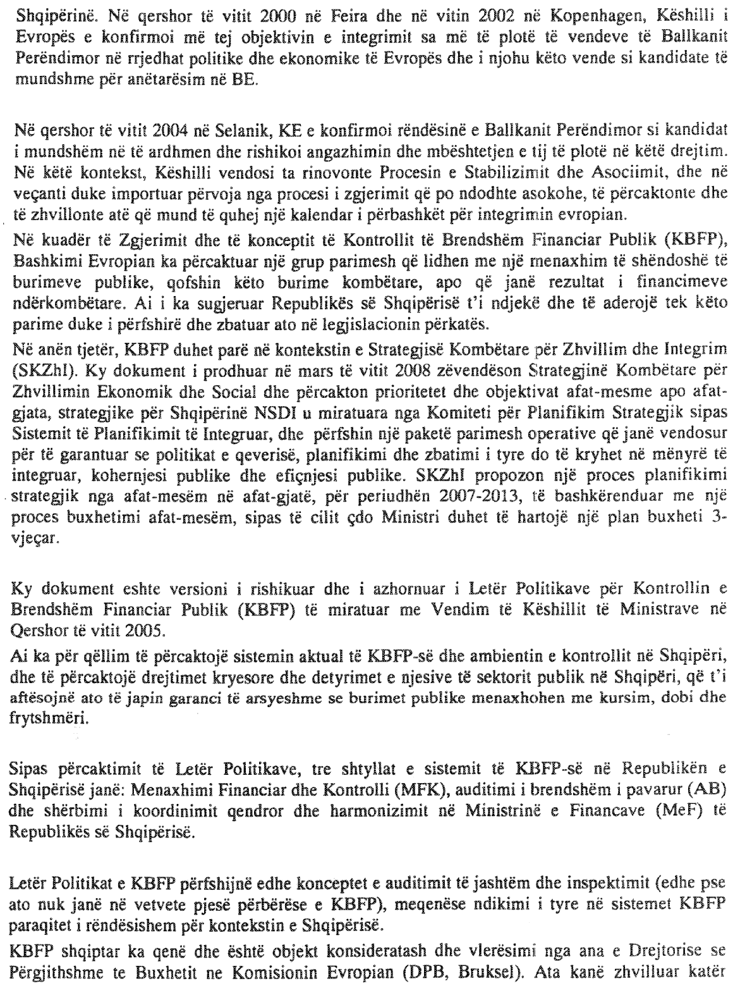 Shqipërinë. Në qershor të vitit 2000 në Feira dhe në vitin 2002 në Kopenhagen, Këshilli i
Evropës e konfirmoi më tej objektivin e integrimit sa më të plotë të vendeve të Ballkanit
Perëndimor në rrjedhat politike dhe ekonomike të Evropës dhe i njohu këto vende si kandidate të
mundshme për anëtarësim në BE.
Në qershor të vitit 2004 në Selanik, KE e konfirmoi rëndësinë e Ballkanit Perëndimor si kandidat
i mundshëm në të ardhmen dhe rishikoi angazhimin dhe mbështetjen e tij të plotë në këtë drejtim.
Në këtë kontekst, Këshilli vendosi ta rinovonte Procesin e Stabilizimit dhe Asociimit, dhe në
veçanti duke importuar përvoja nga procesi i zgjerimit që po ndodhte asokohe, të përcaktonte dhe
të zhvillonte atë që mund të quhej një kalendar i përbashkët për integrimin evropian.
Në kuadër të Zgjerimit dhe të konceptit të Kontrollit të Brendshëm Financiar Publik (KBFP),
Bashkimi Evropian ka përcaktuar një grup parimesh që lidhen me një menaxhim të shëndoshë të
burimeve publike, qofshin këto burime kombëtare, apo që janë rezultat i financimeve
ndërkombëtare. Ai i ka sugjeruar Republikës së Shqipërisë t'i ndjekë dhe të aderojë tek këto
parime duke i përfshirë dhe zbatuar ato në legjislacionin përkatës.
Në anën tjetër, KBFP duhet parë në kontekstin e Strategjisë Kombëtare për Zhvillim dhe Integrim
(SKZhI). Ky dokument i prodhuar në mars të vitit 2008 zëvendëson Strategjinë Kombëtare për
Zhvillimin Ekonomik dhe Social dhe përcakton prioritetet dhe objektivat afat-mesme apo afat-
gjata, strategjike për Shqipërinë NSDI u miratuara nga Komiteti për Planifikim Strategjik sipas
Sistemit të Planifikimit të Integruar, dhe përfshin një paketë parimesh operative që janë vendosur
për të garantuar se politikat e qeverisë, planifikimi dhe zbatimi i tyre do të kryhet në mënyrë të
integruar, kohernjesi publike dhe efiçnjesi publike. SKZhI propozon një proces planifikimi
strategjik nga afat-mesëm në afat-gjatë, për periudhën 2007-2013, të bashkërenduar me një
proces buxhetimi afat-mesëm, sipas të cilit çdo Ministri duhet të hartojë një plan buxheti 3-
vjeçar.
Ky dokument eshte versioni i rishikuar dhe i azhornuar i Letër Politikave për Kontrollin e
Brendshëm Financiar Publik (KBFP) të miratuar me Vendim të Këshillit të Ministrave në
Qershor të vitit 2005.
Ai ka për qëllim të përcaktojë sistemin aktual të KBFP-së dhe ambientin e kontrollit në Shqipëri,
dhe të përcaktojë drejtimet kryesore dhe detyrimet e njesive të sektorit publik në Shqipëri, që t'i
aftësojnë ato të japin garanci të arsyeshme se burimet publike menaxhohen me kursim, dobi dhe
frytshmëri.
Sipas përcaktimit të Letër Politikave, tre shtyllat e sistemit të KBFP-së në Republikën e
Shqipërisë janë: Menaxhimi Financiar dhe Kontrolli (MFK), auditimi i brendshëm i pavarur (AB)
dhe shërbimi i koordinimit qendror dhe harmonizimit në Ministrinë e Financave (MeF) të
Republikës së Shqipërisë.
Letër Politikat e KBFP përfshijnë edhe konceptet e auditimit të jashtëm dhe inspektimit (edhe pse
ato nuk janë në vetvete pjesë përbërëse e KBFP), meqenëse ndikimi i tyre në sistemet KBFP
paraqitet i rëndësishem për kontekstin e Shqipërisë.
KBFP shqiptar ka qenë dhe është objekt konsideratash dhe vlerësimi nga ana e Drejtorise se
Përgjithshme te Buxhetit ne Komisionin Evropian (DPB, Bruksel). Ata kanë zhvilluar katër